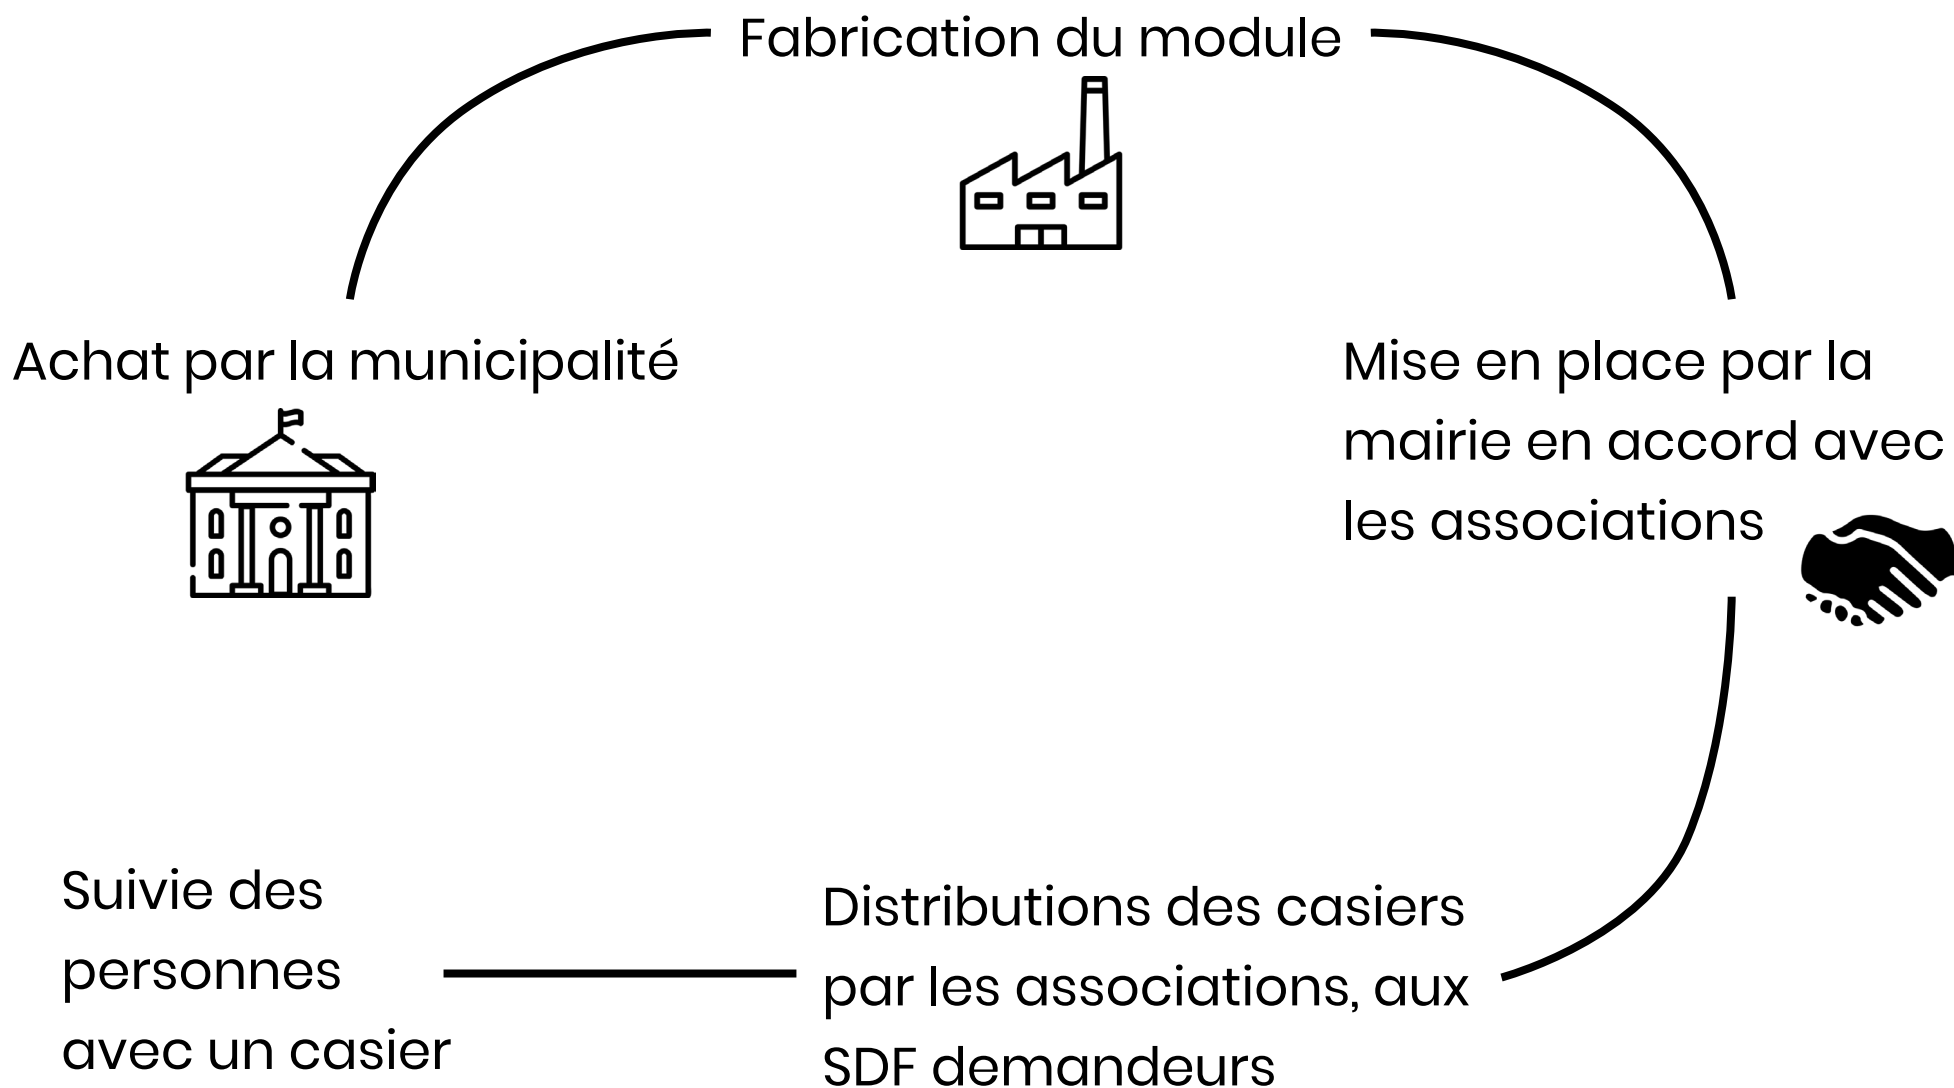 Fabrication du module
Achat par la municipalité
Mise en place par la
mairie en accord avec
les associations
Suivie des
personnes
avec un casier
Distributions des casiers
par les associations, aux
SDF demandeurs